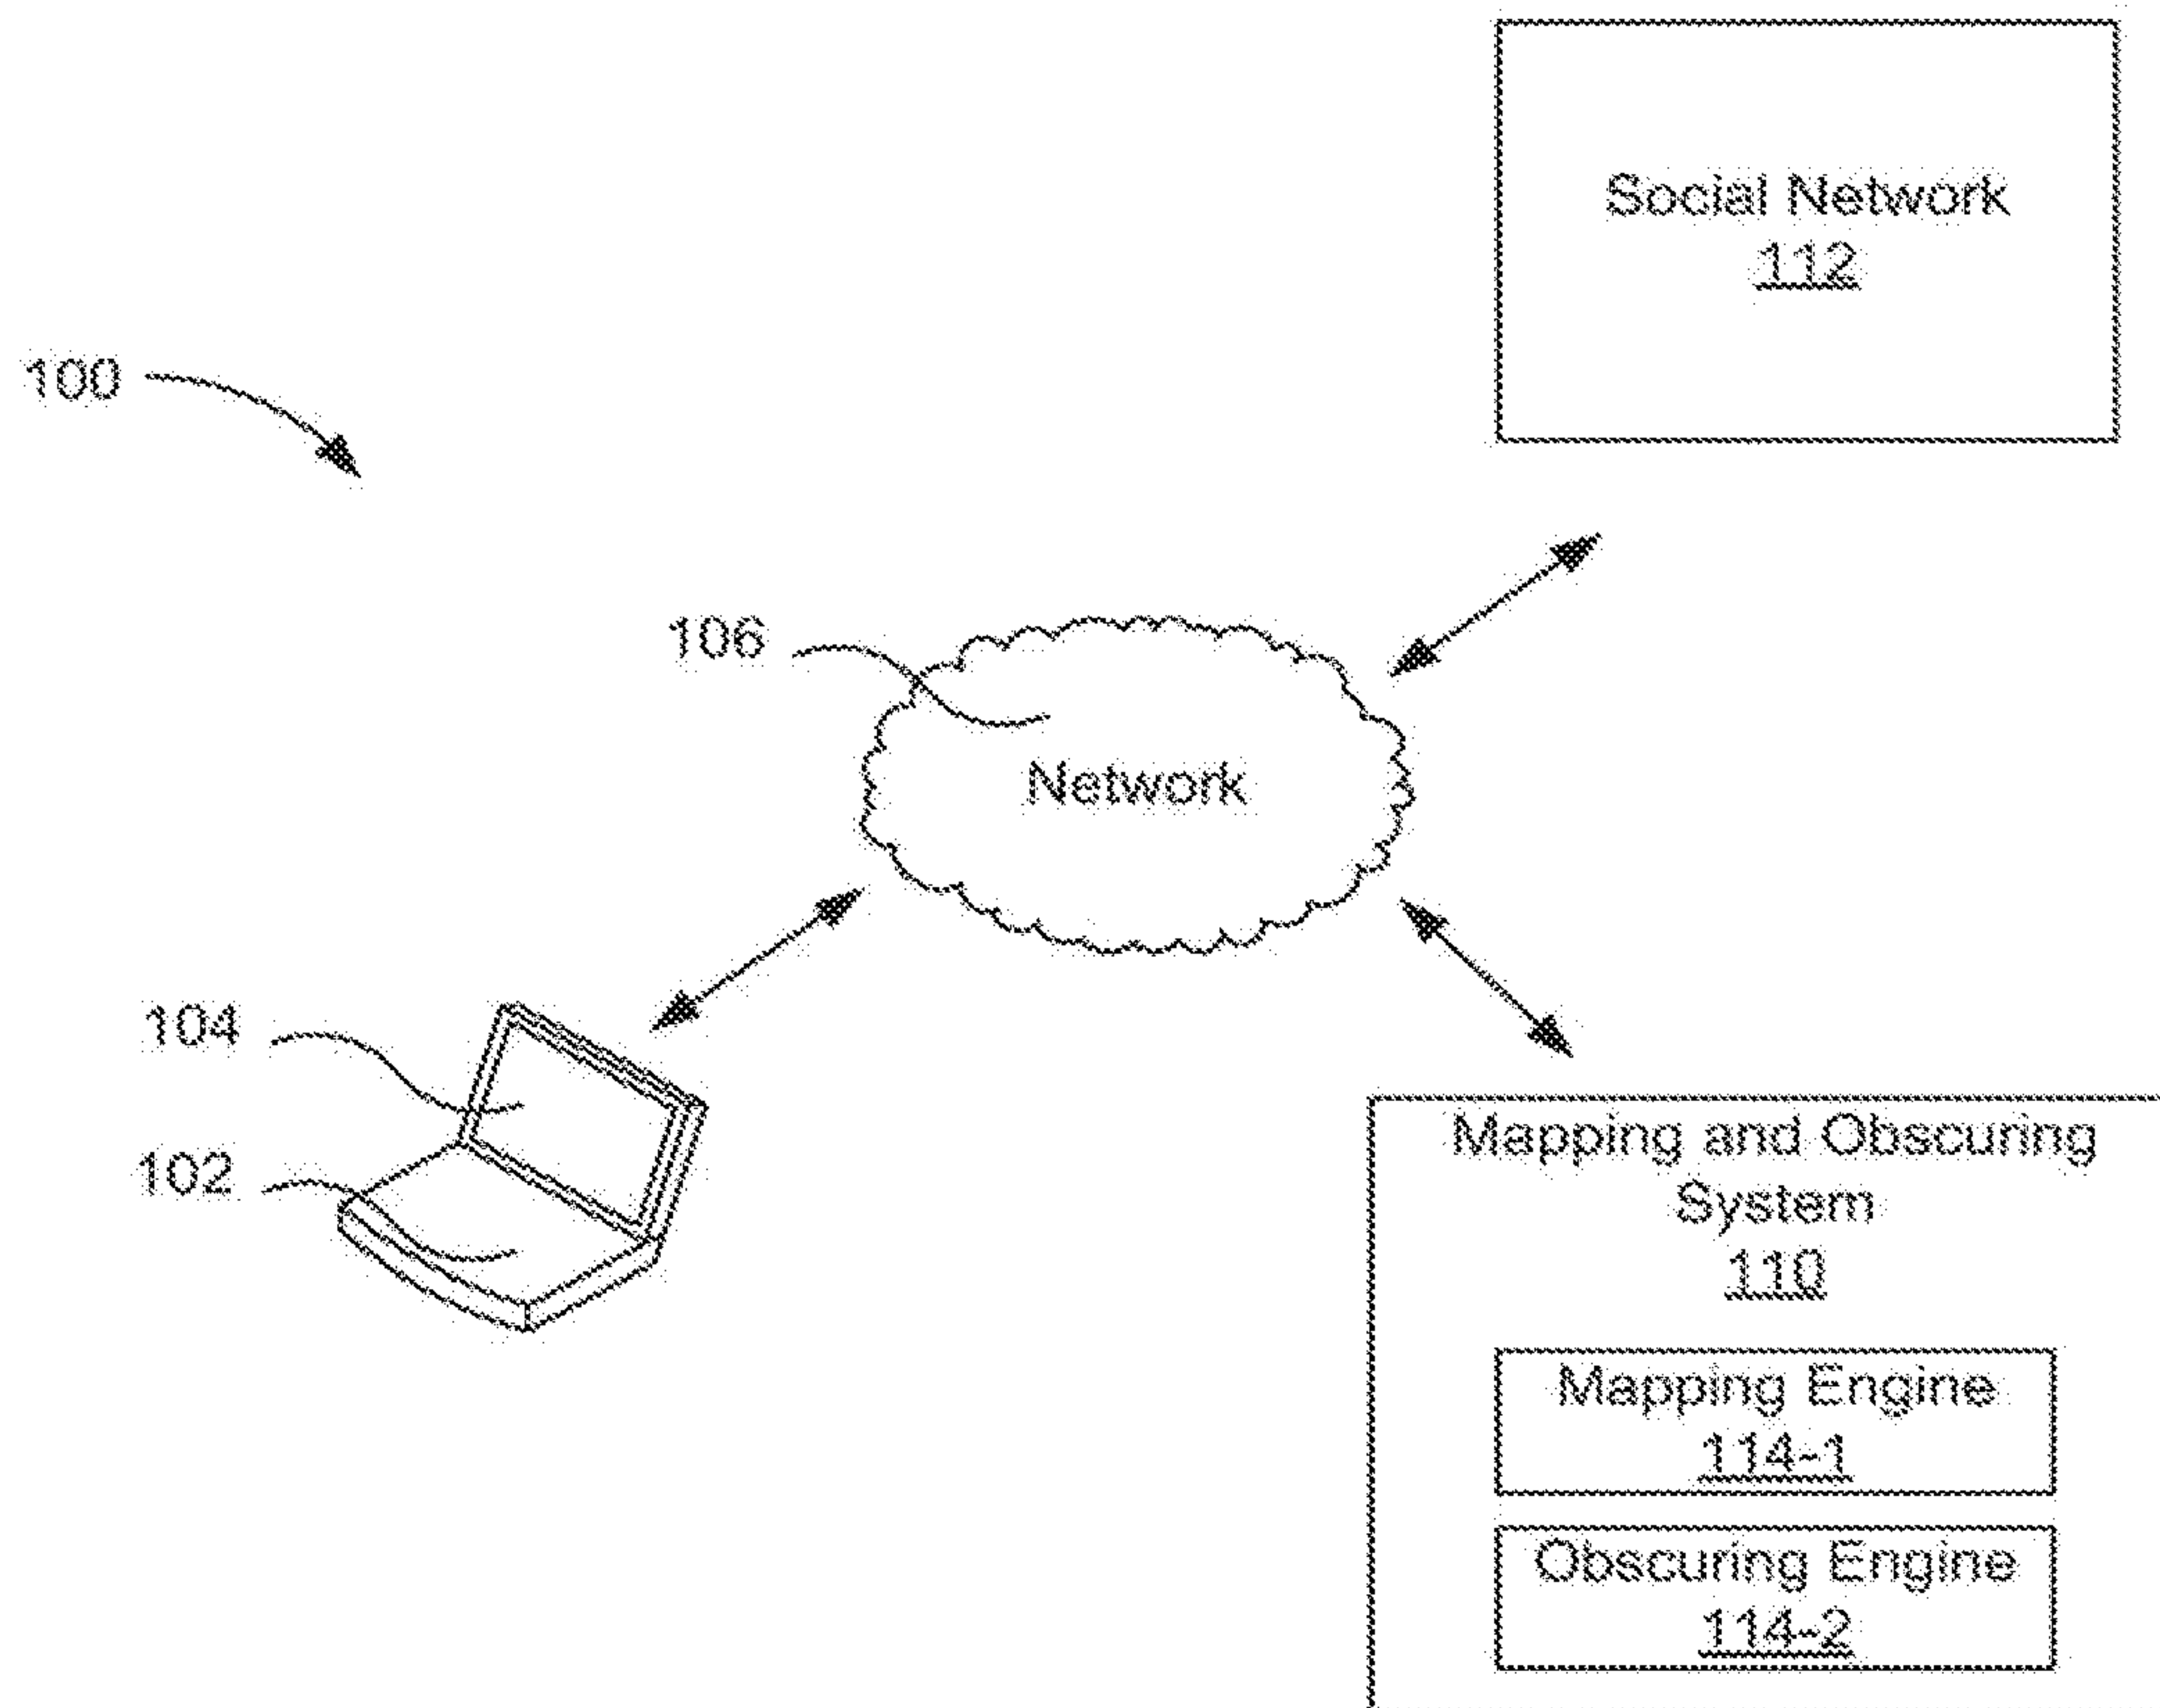 Social Network
112
100
106
Network
104
102
Mapping and Obscuring
System
110
Mapping Engine
114-1
Obscuring Engine
114-2